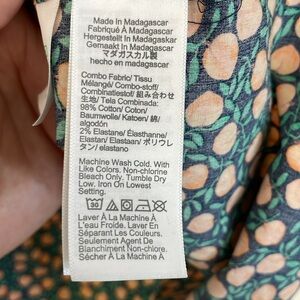 Made In Madagascar
Fabriqué À Madagascar
Hergestellt In Madagaskar
Gemaakt In Madagaskar
マダガスカル製
hecho en madagascar
Combo Fabric/ Tissu
Mélangé/ Combo-stoff/
Combinatiestof/ 組み合わせ
生地/ Tela Combinada:
98% Cotton/ Coton/
Baumwolle/ Katoen/ 綿/
algodón
2% Elastane/ Élasthanne/
Elastan/ Elastaan/ ポリウレ
タン/ elastano
Machine Wash Cold. With
Like Colors. Non-chlorine
Bleach Only. Tumble Dry
Low. Iron On Lowest
Setting.
30
Laver À La Machine À
L'eau Froide. Laver En
Séparant Les Couleurs.
Seulement Agent De
Blanchiment Non-chloré.
Sécher À La Machine À